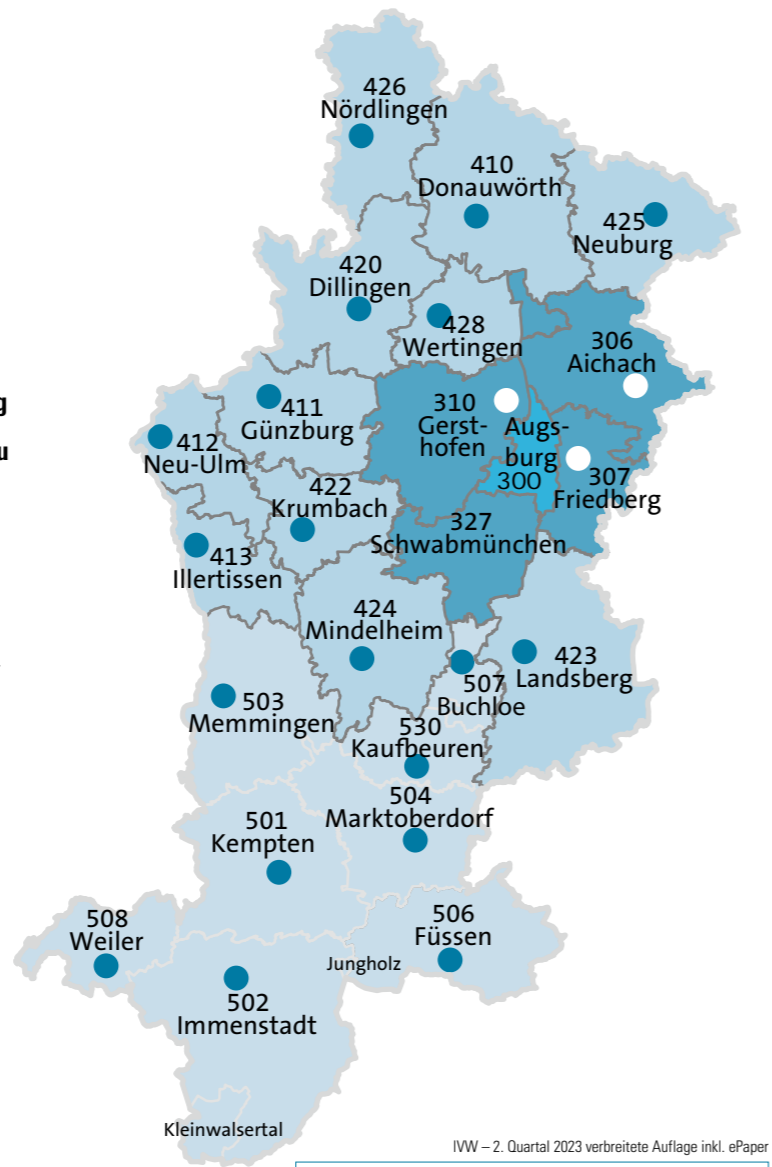 426
Nördlingen
410
Donauwörth
425
Neuburg
420
Dillingen
428
Wertingen
306
Aichach
g
u
411
Günzburg
310
Gerst-
hofen
Augs-
burg
300
412
Neu-Ulm
307
Friedberg
422
Krumbach
327
Schwabmünchen
413
Illertissen
424
Mindelheim
423
Landsberg
507
Buchloe
503
Memmingen
530
Kaufbeuren
504
Marktoberdorf
501
Kempten
508
Weiler
506
Füssen
Jungholz
502
Immenstadt
Kleinwalsertal
IVW – 2. Quartal 2023 verbreitete Auflage inkl. ePaper